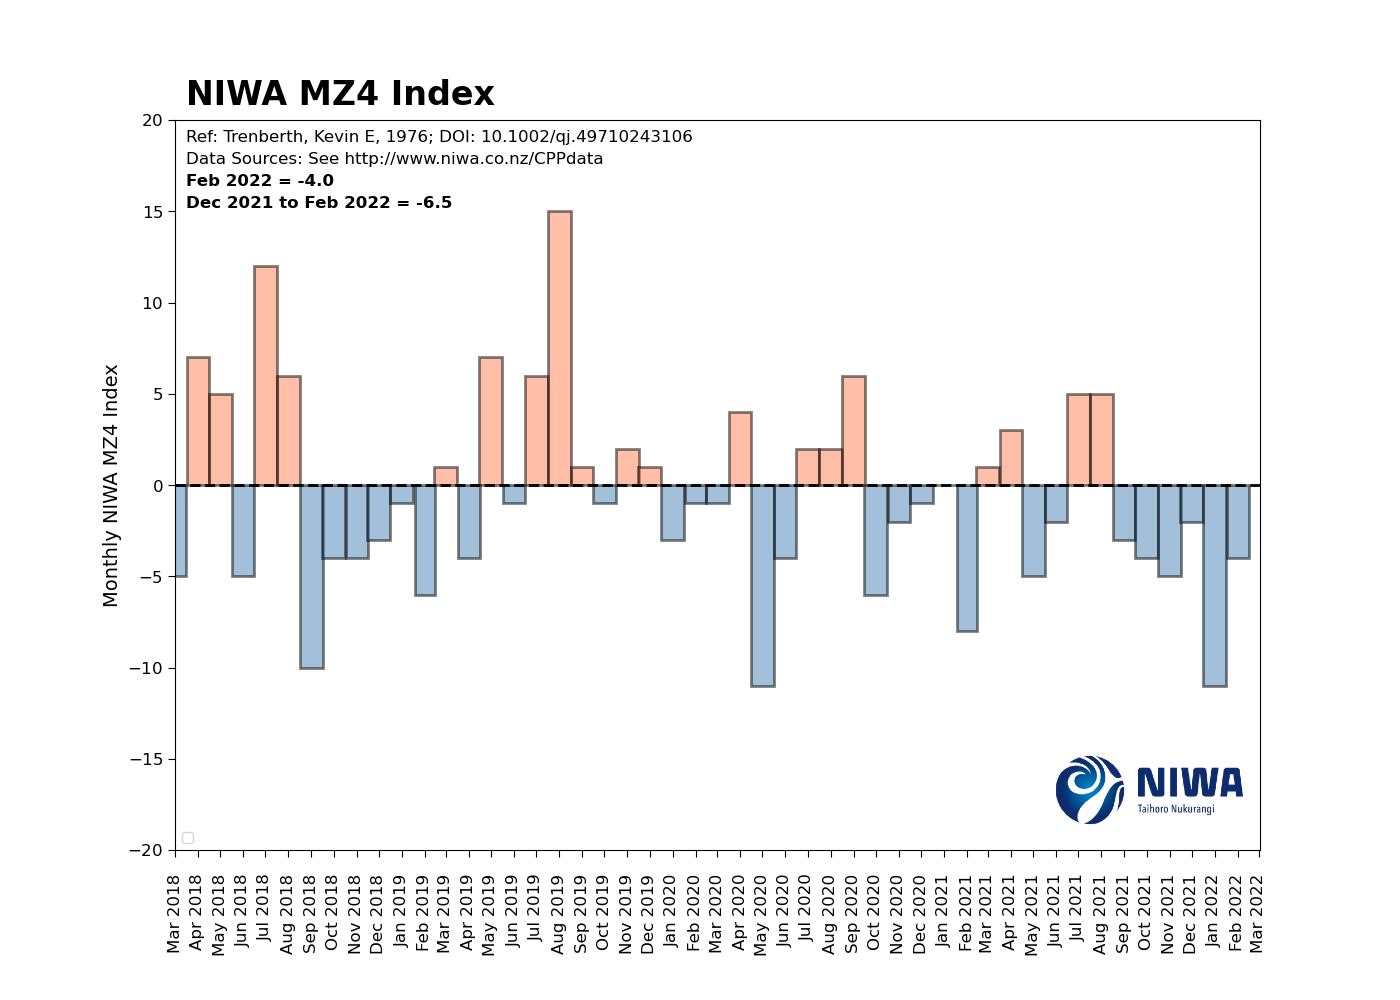 NIWA MZ4 Index
Ref: Trenberth, Kevin E, 1976; DOI: 10.1002/qj.49710243106
Data Sources: See http://www.niwa.co.nz/CPPdata
Feb 2022 = -4.0
Dec 2021 to Feb 2022 = -6.5
Monthly NIWA MZ4 Index
20
15
10
5
0
−5
−10
−15
−20
NIWA
Taihoro Nukurangi
Mar 2018
Apr 2018
May 2018
Jun 2018
Jul 2018
Aug 2018
Sep 2018
Oct 2018
Nov 2018
Dec 2018
Jan 2019
Feb 2019
Mar 2019
Apr 2019
May 2019
Jun 2019
Jul 2019
Aug 2019
Sep 2019
Oct 2019
Nov 2019
Dec 2019
Jan 2020
Feb 2020
Mar 2020
Apr 2020
May 2020
Jun 2020
Jul 2020
Aug 2020
Sep 2020
Oct 2020
Nov 2020
Dec 2020
Jan 2021
Feb 2021
Mar 2021
Apr 2021
May 2021
Jun 2021
Jul 2021
Aug 2021
Sep 2021
Oct 2021
Nov 2021
Dec 2021
Jan 2022
Feb 2022
Mar 2022